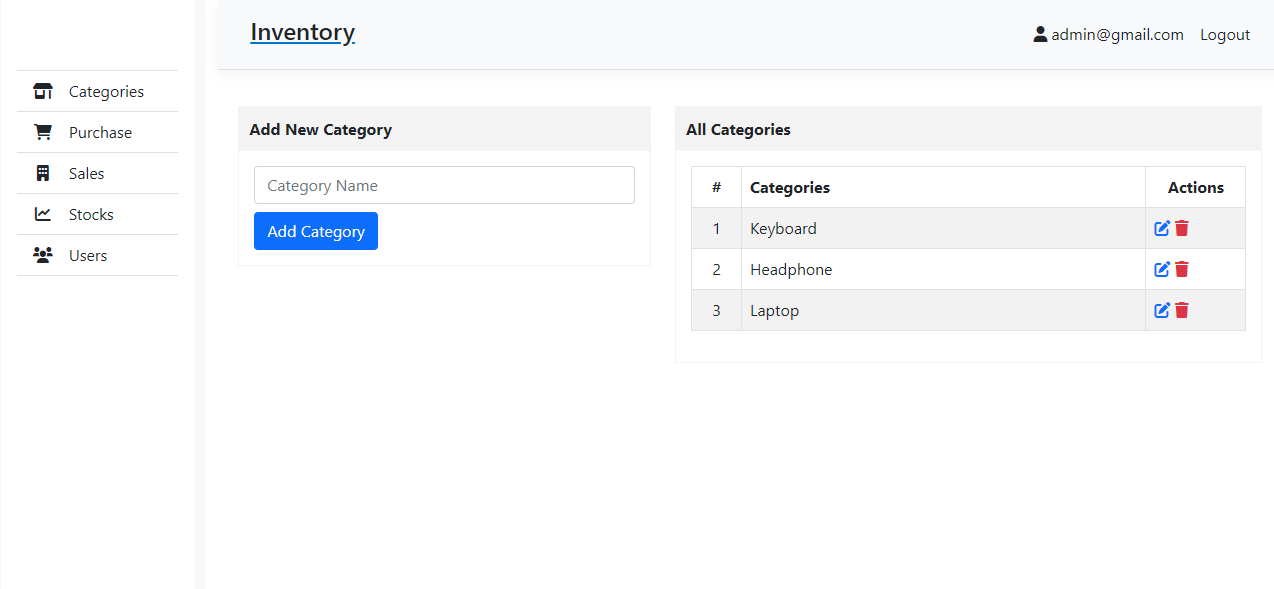 Inventory
admin@gmail.com Logout
Categories
Purchase
Sales
Stocks
Users
Add New Category
Category Name
Add Category
All Categories
# Categories Actions
1 Keyboard
2 Headphone
3 Laptop